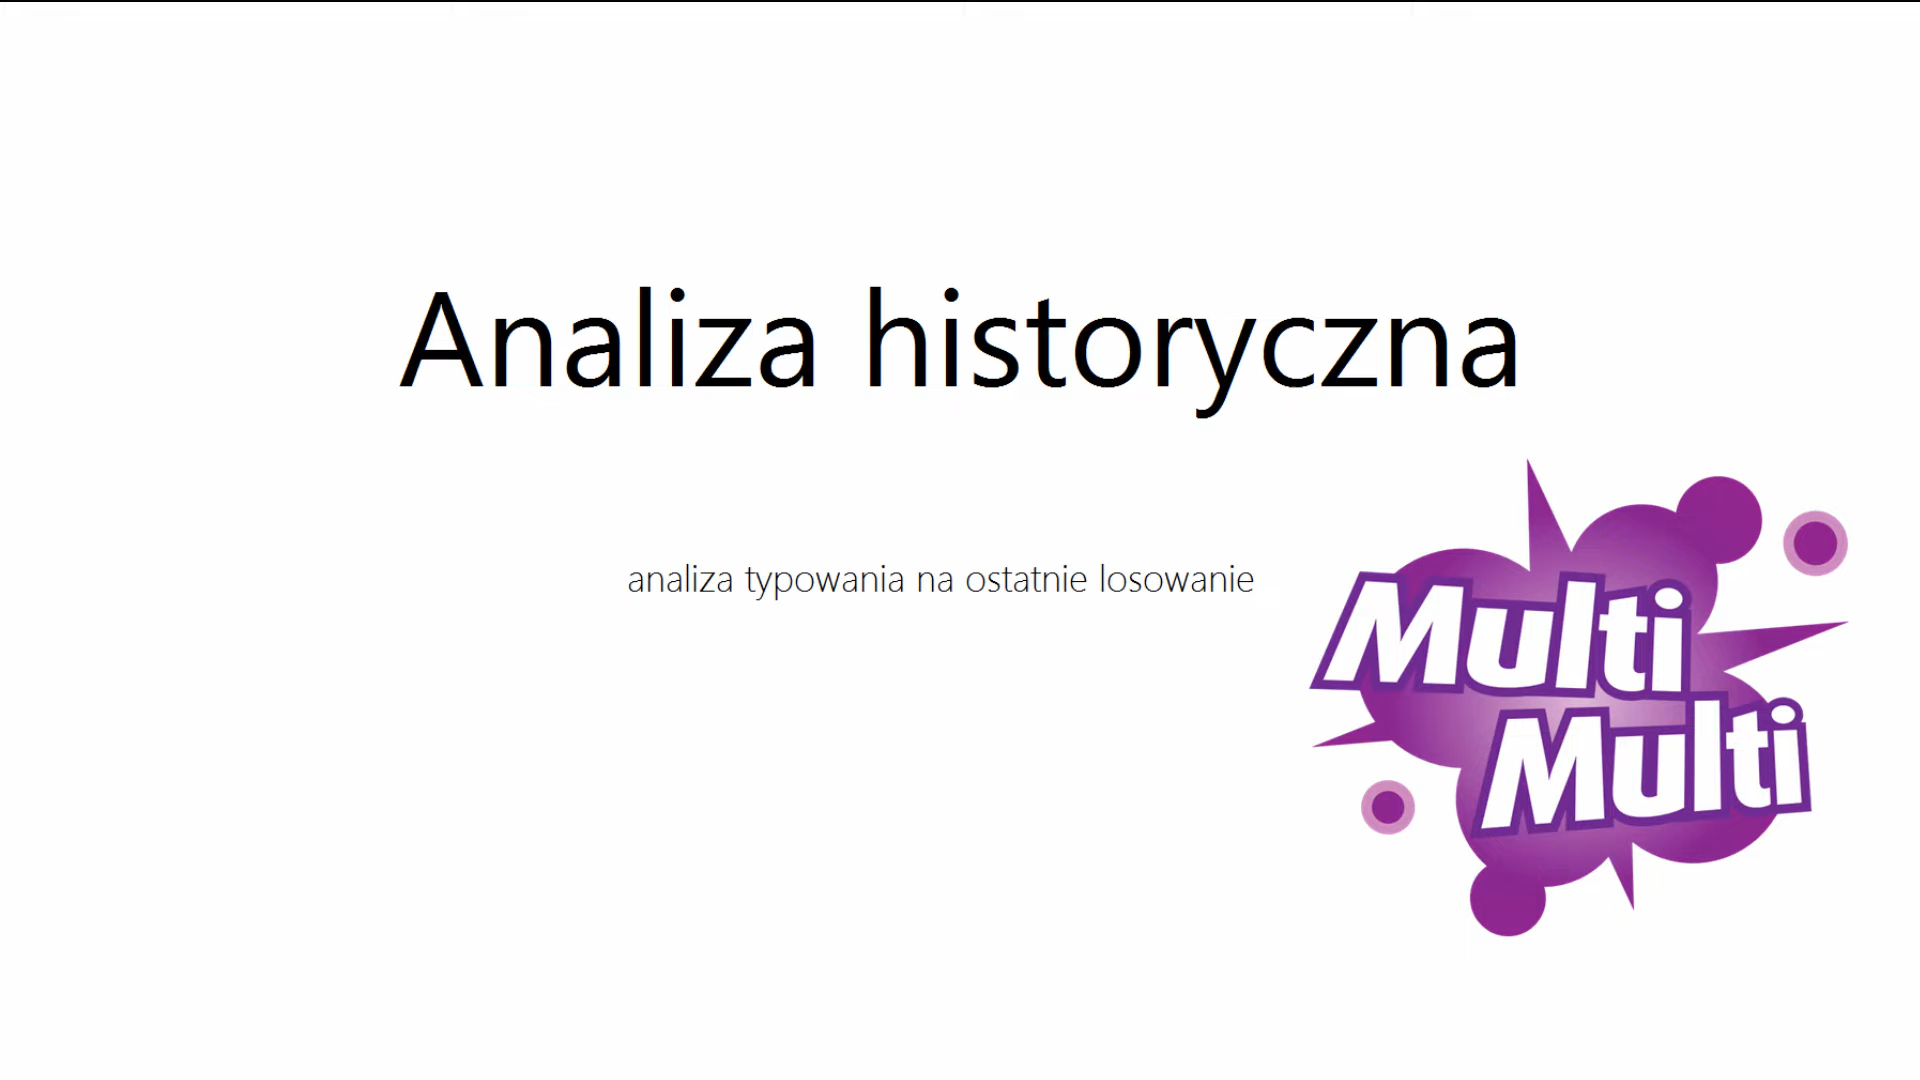 Analiza historyczna
analiza typowania na ostatnie losowanie
Multi
Multi